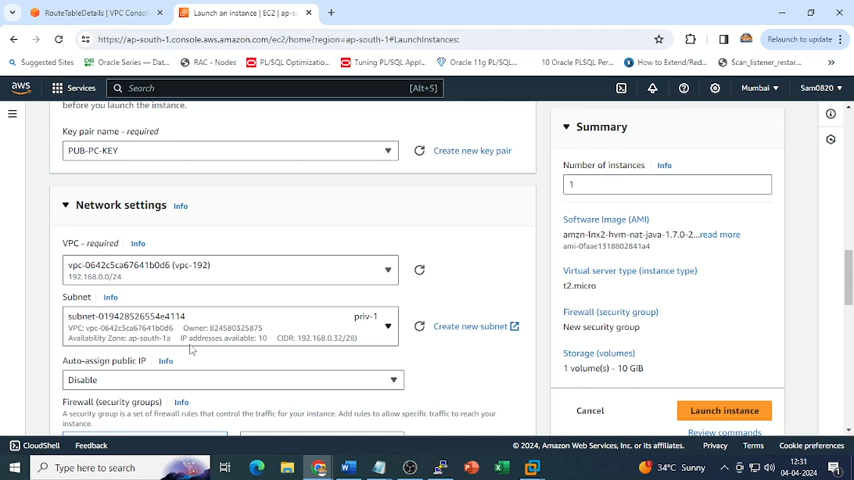 RouteTableDetails | VPC Consol
Launch an instance | EC2 | ap-s
https://ap-south-1.console.aws.amazon.com/ec2/home?region=ap-south-1#LaunchInstances:
Relaunch to update
Suggested Sites
Oracle Series -- Dat...
RAC - Nodes
PL/SQL Optimizatio...
Tuning PL/SQL Appl...
Oracle 11g PL/SQL...
10 Oracle PLSQL Per...
How to Extend/Red...
Scan_listener_restar...
aws
Services
Search
[Alt+S]
Mumbai
Sam0820
before you launch the instance.
Key pair name - required
PUB-PC-KEY
Create new key pair
Network settings Info
VPC - required Info
vpc-0642c5ca67641b0d6 (vpc-192)
192.168.0.0/24
Subnet Info
subnet-019428526554e4114 priv-1
VPC: vpc-0642c5ca67641b0d6 Owner: 824580325875
Availability Zone: ap-south-1a IP addresses available: 10 CIDR: 192.168.0.32/28)
Create new subnet
Auto-assign public IP Info
Disable
Firewall (security groups) Info
A security group is a set of firewall rules that control the traffic for your instance. Add rules to allow specific traffic to reach your
instance.
Summary
Number of instances Info
1
Software Image (AMI)
amzn-lnx2-hvm-nat-java-1.7.0-2...read more
ami-0faae1318802841a4
Virtual server type (instance type)
t2.micro
Firewall (security group)
New security group
Storage (volumes)
1 volume(s) - 10 GiB
Cancel
Launch instance
Review commands
CloudShell
Feedback
© 2024, Amazon Web Services, Inc. or its affiliates.
Privacy
Terms
Cookie preferences
Type here to search
34°C Sunny
12:31
04-04-2024